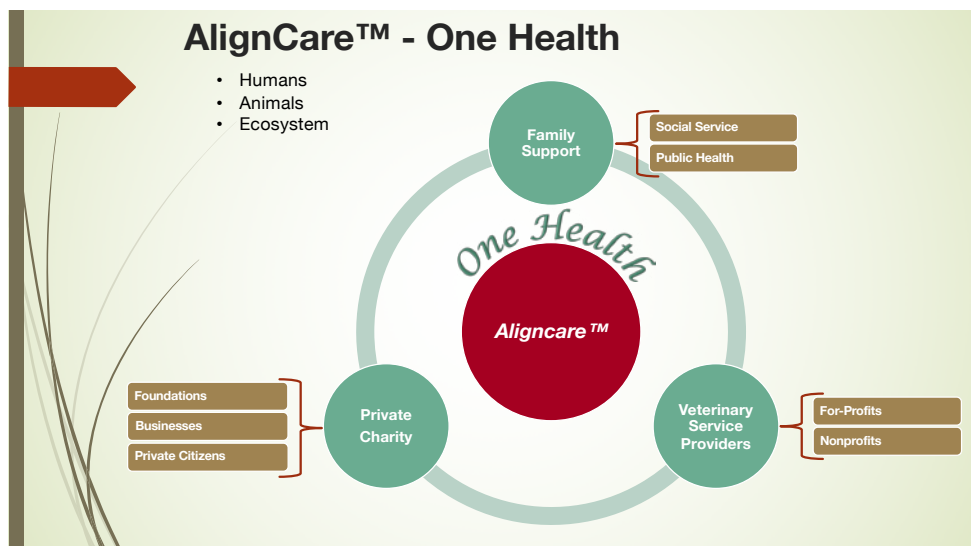 AlignCare™ - One Health
• Humans
• Animals
• Ecosystem
Family
Support
Social Service
Public Health
One Health
Aligncare™
Foundations
Businesses
Private Citizens
Private
Charity
Veterinary
Service
Providers
For-Profits
Nonprofits